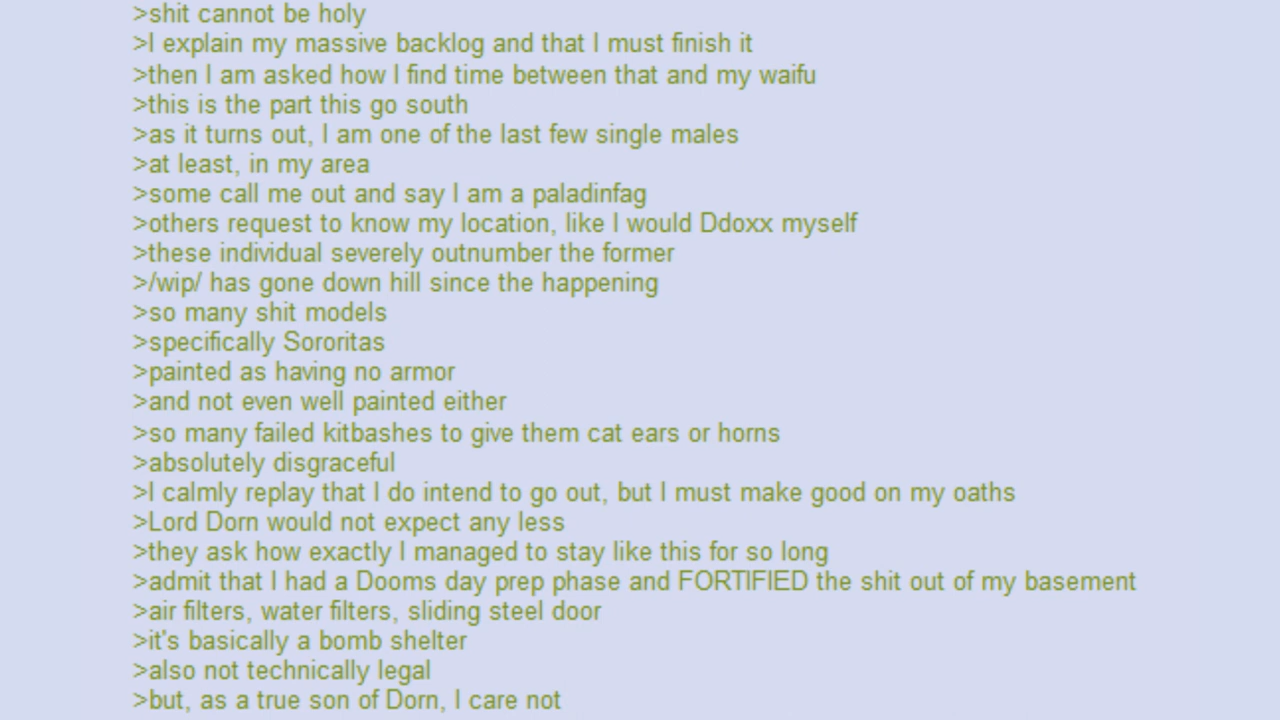 >shit cannot be holy
>I explain my massive backlog and that I must finish it
>then I am asked how I find time between that and my waifu
>this is the part this go south
>as it turns out, I am one of the last few single males
>at least, in my area
>some call me out and say I am a paladinfag
>others request to know my location, like I would Ddoxx myself
>these individual severely outnumber the former
>/wip/ has gone down hill since the happening
>so many shit models
>specifically Sororitas
>painted as having no armor
>and not even well painted either
>so many failed kitbashes to give them cat ears or horns
>absolutely disgraceful
>I calmly replay that I do intend to go out, but I must make good on my oaths
>Lord Dorn would not expect any less
>they ask how exactly I managed to stay like this for so long
>admit that I had a Dooms day prep phase and FORTIFIED the shit out of my basement
>air filters, water filters, sliding steel door
>it's basically a bomb shelter
>also not technically legal
>but, as a true son of Dorn, I care not